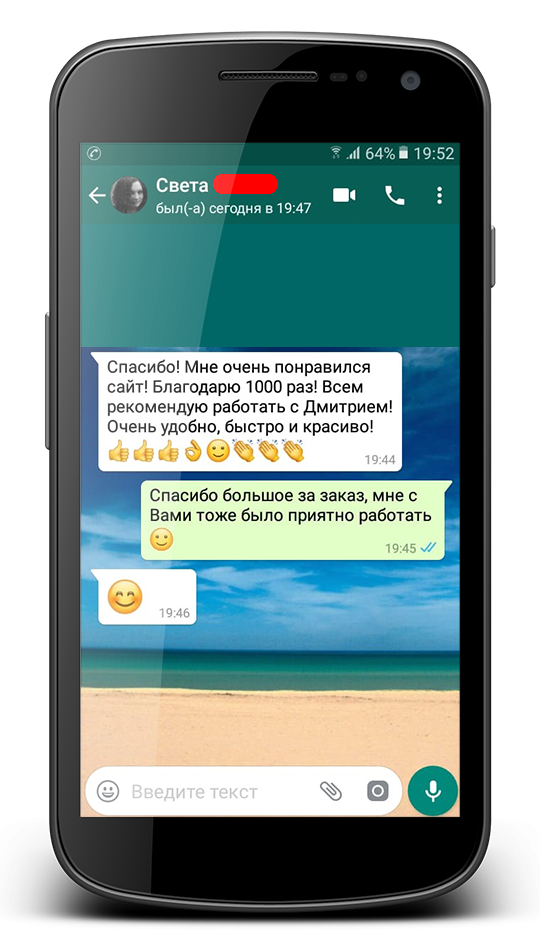 64% 19:52
Света
был(-а) сегодня в 19:47
Спасибо! Мне очень понравился
сайт! Благодарю 1000 раз! Всем
рекомендую работать с Дмитрием!
Очень удобно, быстро и красиво!
👍👍👍👌🙂👏👏👏
19:44
Спасибо большое за заказ, мне с
Вами тоже было приятно работать
🙂
19:45
😊
19:46
Введите текст